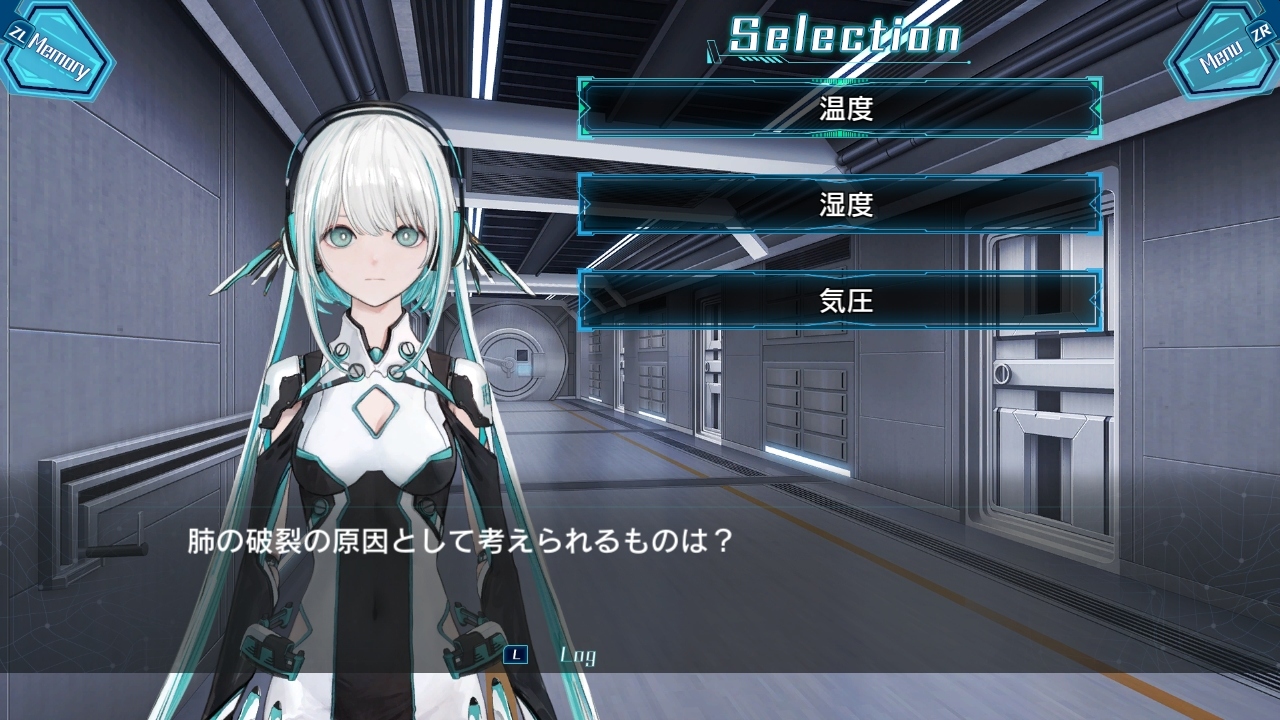 ZL Memory
Selection
Menu ZR
温度
湿度
気圧
肺の破裂の原因として考えられるものは？
L Log